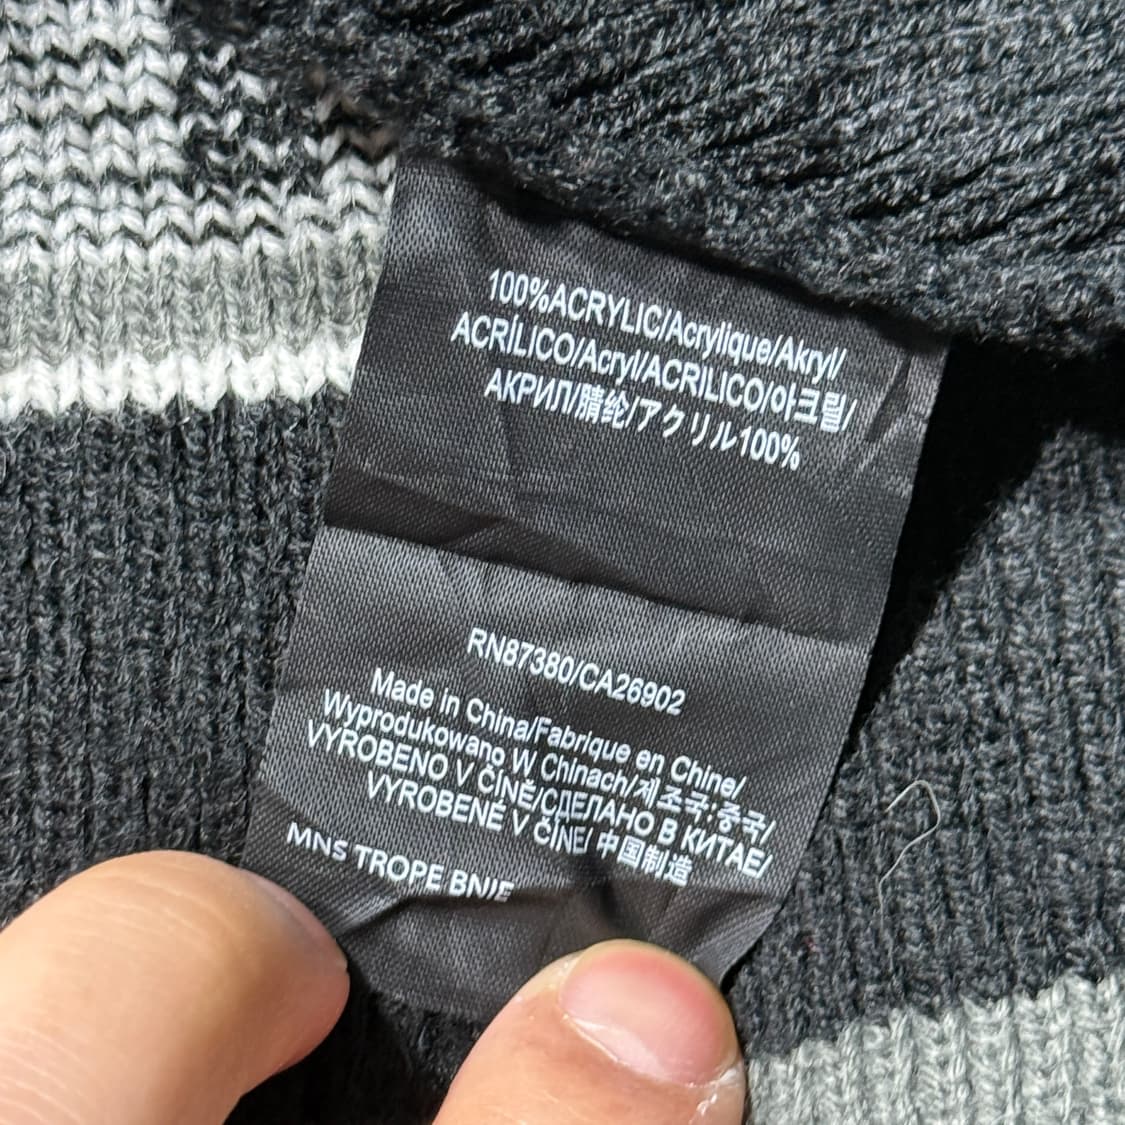 100%ACRYLIC/Acrylique/Akryl/
ACRÍLICO/Acryl/ACRILICO/아크릴/
АКРИЛ/腈纶/アクリル100%
RN87380/CA26902
Made in China/Fabrique en Chine/
Wyprodukowano W Chinach/제조국:중국/
VYROBENO V ČÍNĚ/СДЕЛАНО В КИТАЕ/
VYROBENÉ V ČÍNE/ 中国制造
MNS TROPE BNIE